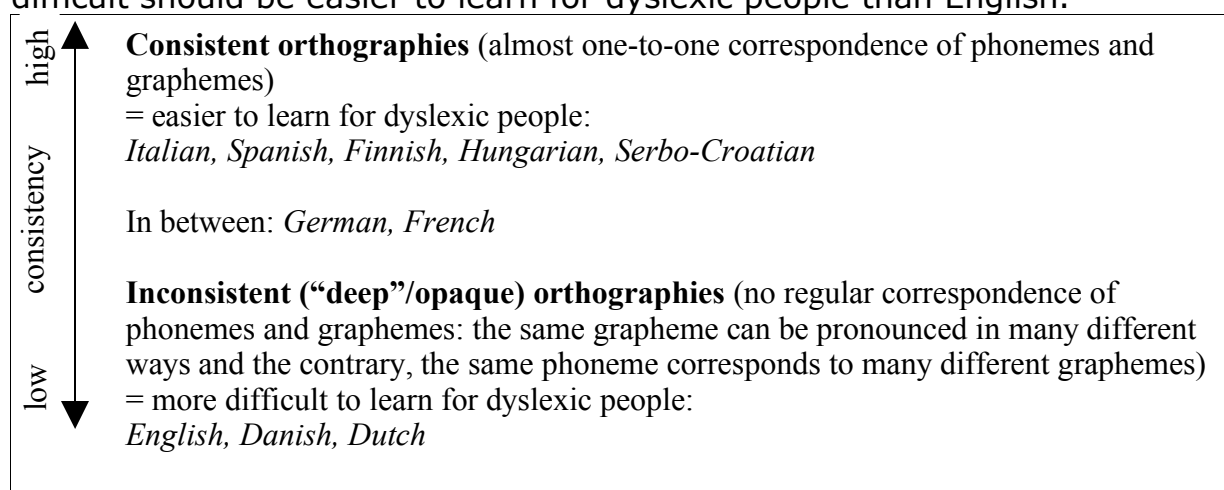 difficult should be easier to learn for dyslexic people than English.
high
consistency
low
Consistent orthographies (almost one-to-one correspondence of phonemes and
graphemes)
= easier to learn for dyslexic people:
Italian, Spanish, Finnish, Hungarian, Serbo-Croatian
In between: German, French
Inconsistent (“deep”/opaque) orthographies (no regular correspondence of
phonemes and graphemes: the same grapheme can be pronounced in many different
ways and the contrary, the same phoneme corresponds to many different graphemes)
= more difficult to learn for dyslexic people:
English, Danish, Dutch